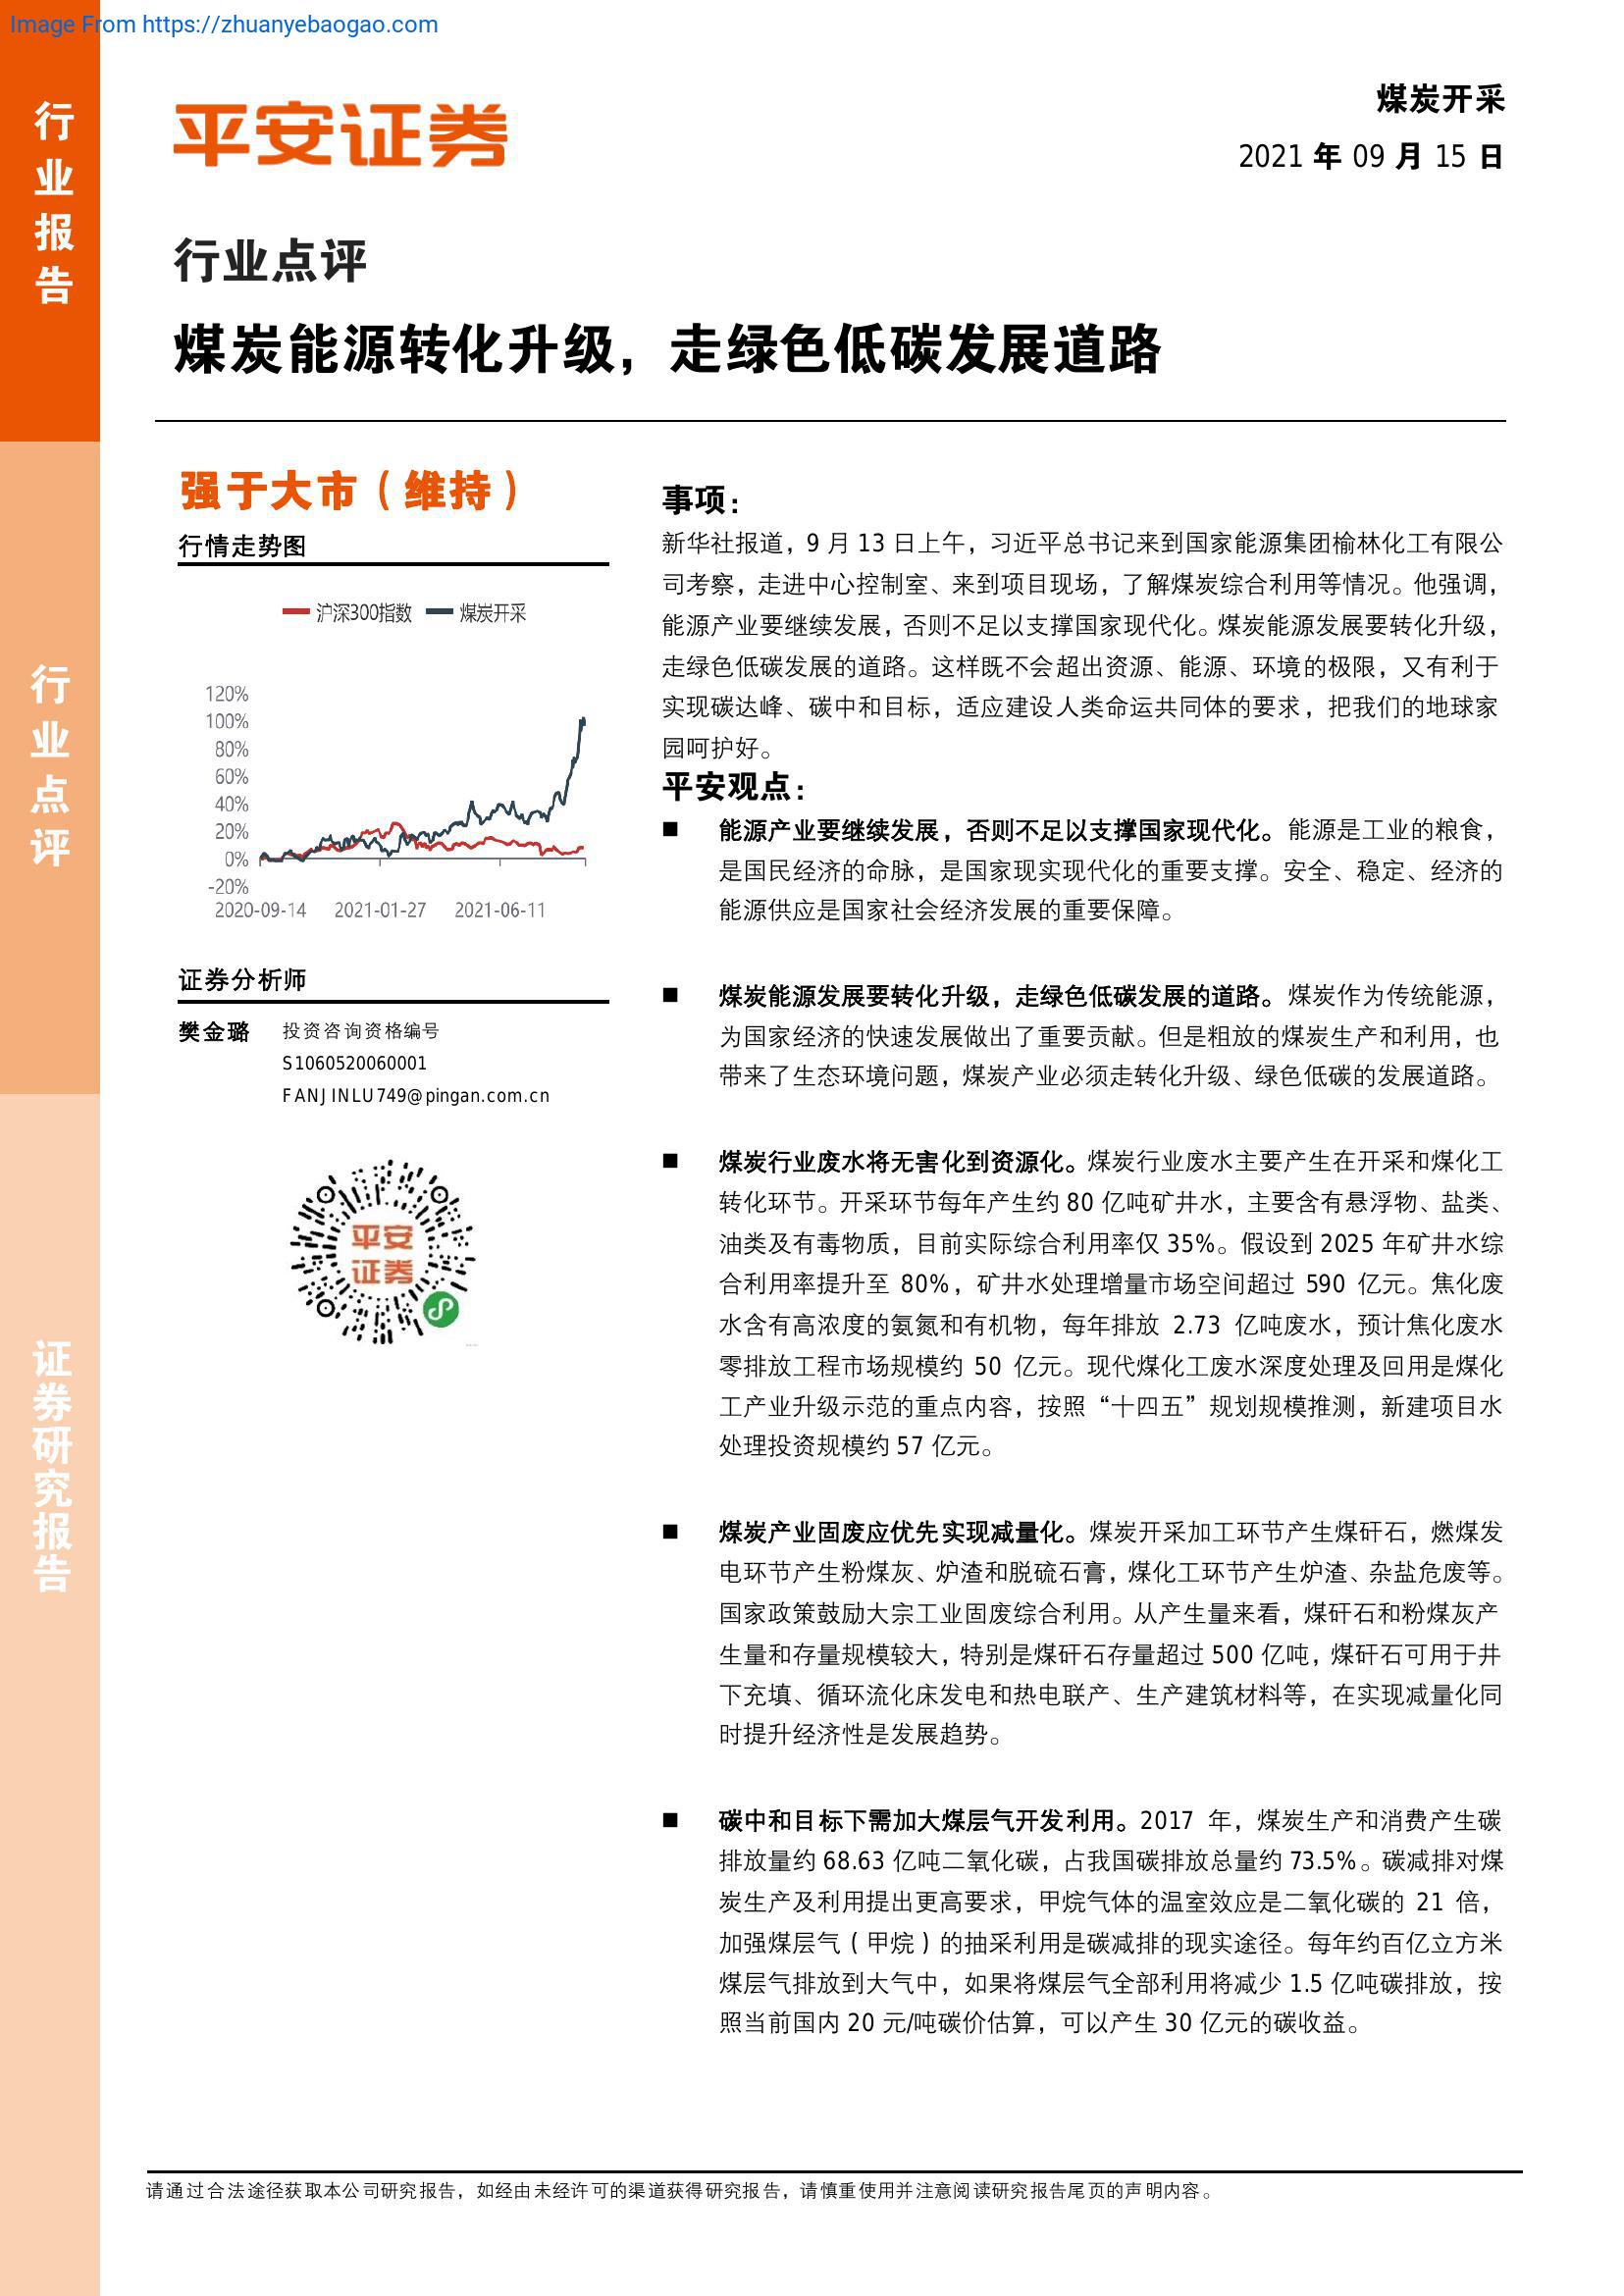 Image From https://zhuanyebaogao.com
行业报告
行业点评
证券研究报告
平安证券
煤炭开采
2021 年 09 月 15 日
行业点评
煤炭能源转化升级，走绿色低碳发展道路
强于大市（维持）
行情走势图
沪深300指数 煤炭开采
120%
100%
80%
60%
40%
20%
0%
-20%
2020-09-14 2021-01-27 2021-06-11
证券分析师
樊金璐 投资咨询资格编号
S1060520060001
FANJINLU749@pingan.com.cn
平安
证券
事项：
新华社报道，9 月 13 日上午，习近平总书记来到国家能源集团榆林化工有限公
司考察，走进中心控制室、来到项目现场，了解煤炭综合利用等情况。他强调，
能源产业要继续发展，否则不足以支撑国家现代化。煤炭能源发展要转化升级，
走绿色低碳发展的道路。这样既不会超出资源、能源、环境的极限，又有利于
实现碳达峰、碳中和目标，适应建设人类命运共同体的要求，把我们的地球家
园呵护好。
平安观点：
■ 能源产业要继续发展，否则不足以支撑国家现代化。能源是工业的粮食，
是国民经济的命脉，是国家现实现代化的重要支撑。安全、稳定、经济的
能源供应是国家社会经济发展的重要保障。
■ 煤炭能源发展要转化升级，走绿色低碳发展的道路。煤炭作为传统能源，
为国家经济的快速发展做出了重要贡献。但是粗放的煤炭生产和利用，也
带来了生态环境问题，煤炭产业必须走转化升级、绿色低碳的发展道路。
■ 煤炭行业废水将无害化到资源化。煤炭行业废水主要产生在开采和煤化工
转化环节。开采环节每年产生约 80 亿吨矿井水，主要含有悬浮物、盐类、
油类及有毒物质，目前实际综合利用率仅 35%。假设到 2025 年矿井水综
合利用率提升至 80%，矿井水处理增量市场空间超过 590 亿元。焦化废
水含有高浓度的氨氮和有机物，每年排放 2.73 亿吨废水，预计焦化废水
零排放工程市场规模约 50 亿元。现代煤化工废水深度处理及回用是煤化
工产业升级示范的重点内容，按照“十四五”规划规模推测，新建项目水
处理投资规模约 57 亿元。
■ 煤炭产业固废应优先实现减量化。煤炭开采加工环节产生煤矸石，燃煤发
电环节产生粉煤灰、炉渣和脱硫石膏，煤化工环节产生炉渣、杂盐危废等。
国家政策鼓励大宗工业固废综合利用。从产生量来看，煤矸石和粉煤灰产
生量和存量规模较大，特别是煤矸石存量超过 500 亿吨，煤矸石可用于井
下充填、循环流化床发电和热电联产、生产建筑材料等，在实现减量化同
时提升经济性是发展趋势。
■ 碳中和目标下需加大煤层气开发利用。2017 年，煤炭生产和消费产生碳
排放量约 68.63 亿吨二氧化碳，占我国碳排放总量约 73.5%。碳减排对煤
炭生产及利用提出更高要求，甲烷气体的温室效应是二氧化碳的 21 倍，
加强煤层气（甲烷）的抽采利用是碳减排的现实途径。每年约百亿立方米
煤层气排放到大气中，如果将煤层气全部利用将减少 1.5 亿吨碳排放，按
照当前国内 20 元/吨碳价估算，可以产生 30 亿元的碳收益。
请通过合法途径获取本公司研究报告，如经由未经许可的渠道获得研究报告，请慎重使用并注意阅读研究报告尾页的声明内容。